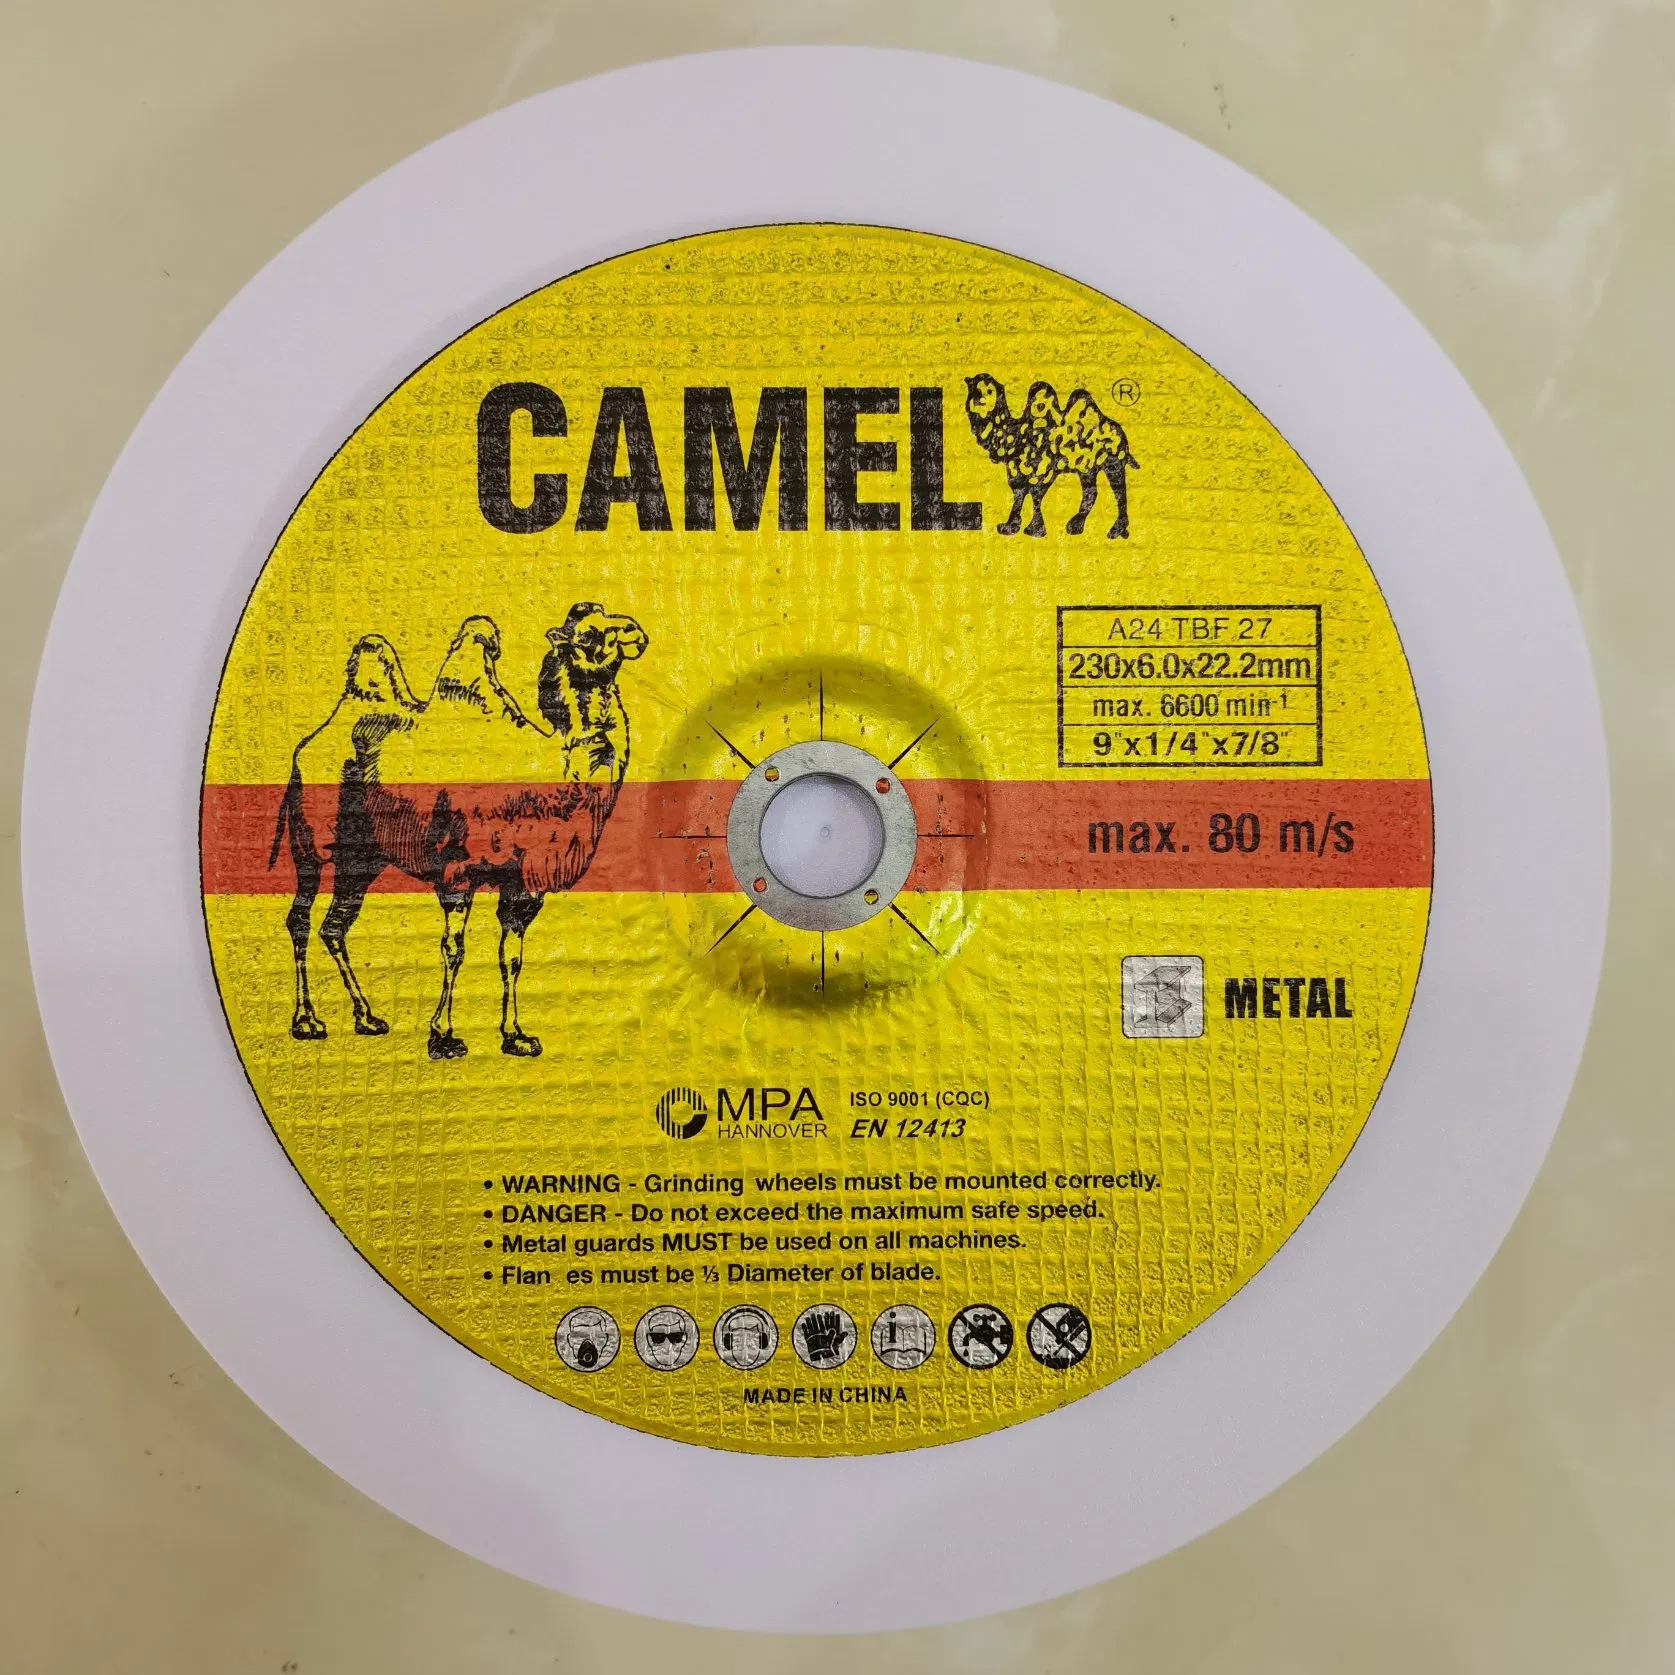 CAMEL ®
A24 TBF 27
230x6.0x22.2mm
max. 6600 min-1
9"x1/4"x7/8"
max. 80 m/s
METAL
MPA
HANNOVER
ISO 9001 (CQC)
EN 12413
• WARNING - Grinding wheels must be mounted correctly.
• DANGER - Do not exceed the maximum safe speed.
• Metal guards MUST be used on all machines.
• Flan es must be ⅓ Diameter of blade.
i
MADE IN CHINA